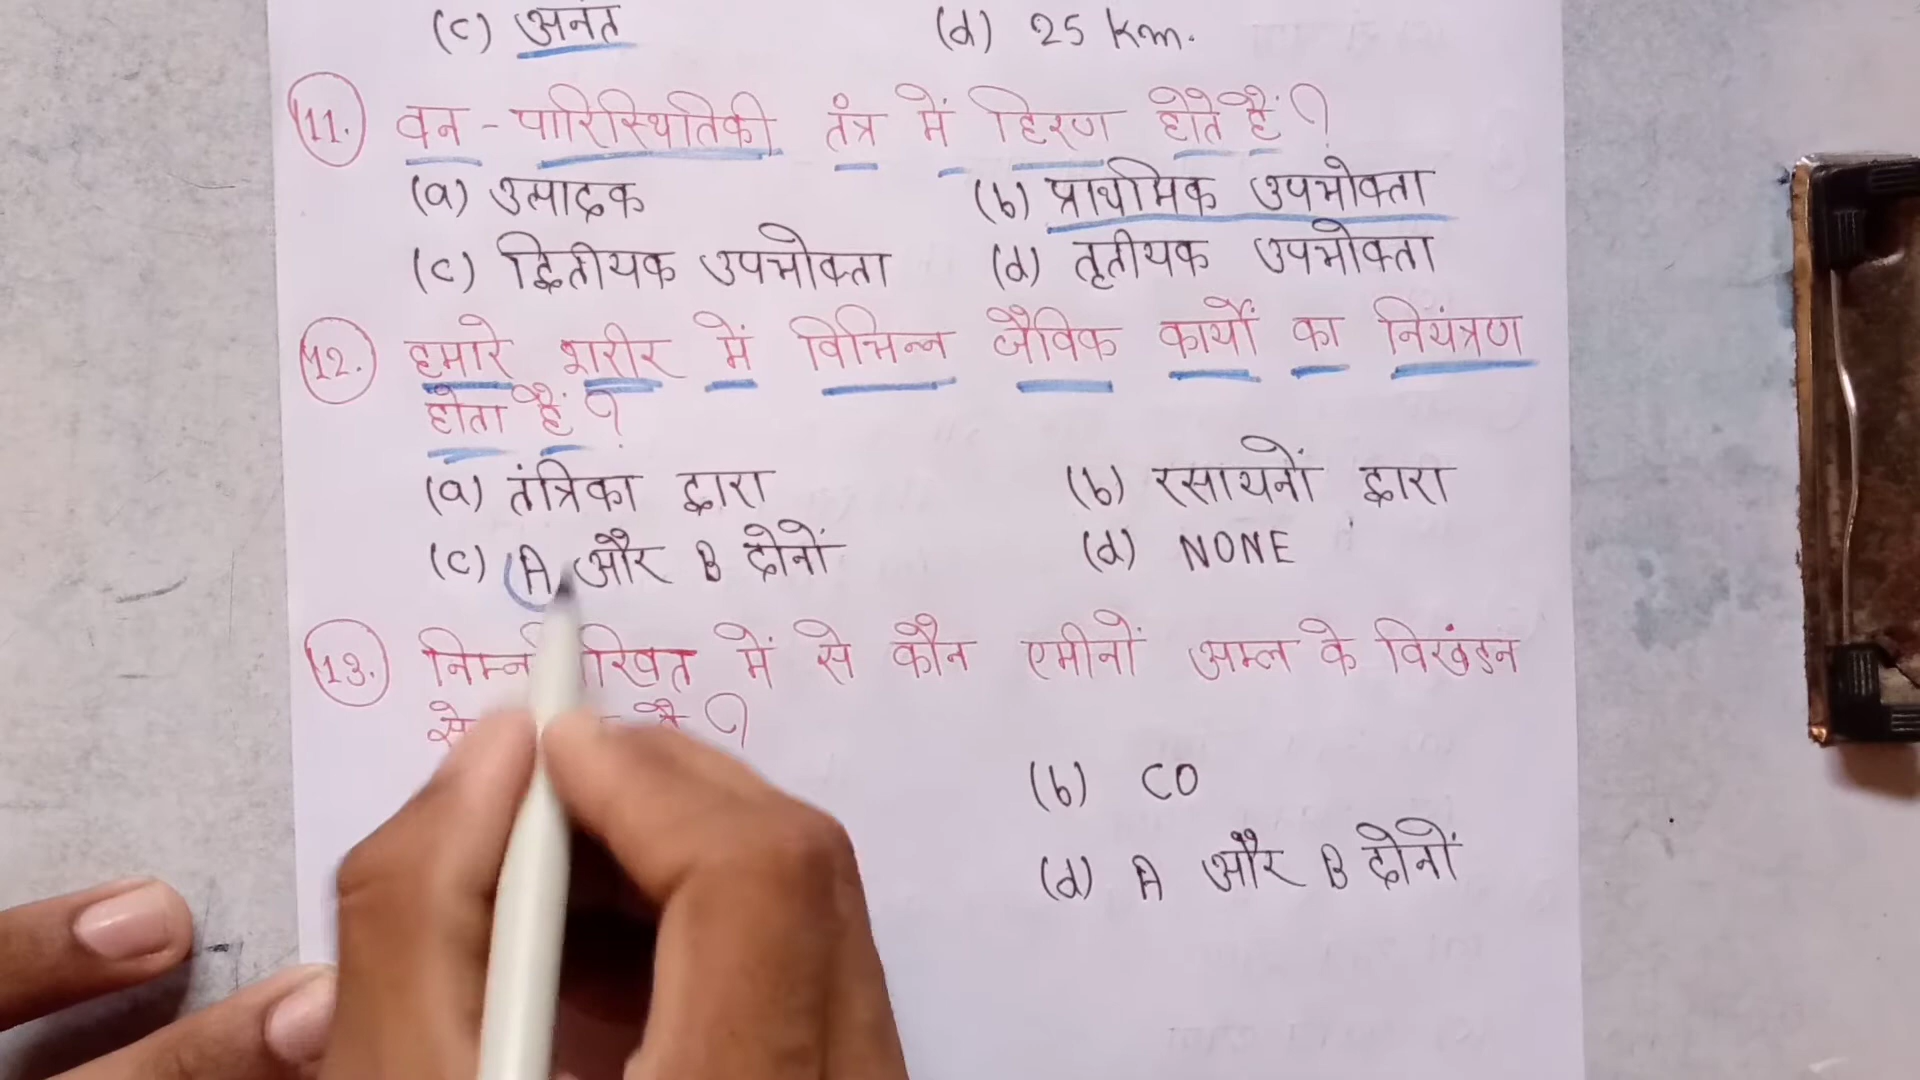 (c) अनंत (d) 25 km.
11. वन - पारिस्थितिकी तंत्र में हिरण होते हैं ?
(a) उत्पादक (b) प्राथमिक उपभोक्ता
(c) द्वितीयक उपभोक्ता (d) तृतीयक उपभोक्ता
12. हमारे शरीर में विभिन्न जैविक कार्यों का नियंत्रण
होता हैं ?
(a) तंत्रिका द्वारा (b) रसायनों द्वारा
(c) A और B दोनों (d) NONE
13. में से कौन एमीनों अम्ल के विखंडन
से ?
(b) CO
(d) A और B दोनों